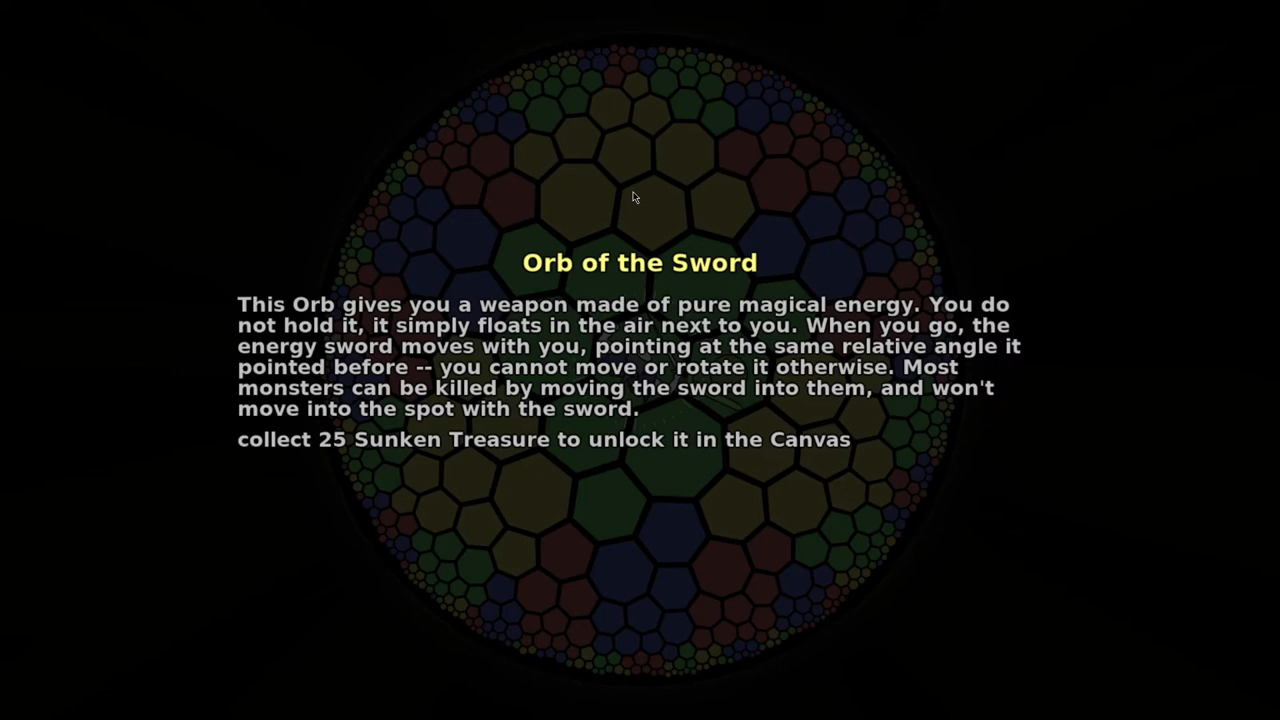 Orb of the Sword
This Orb gives you a weapon made of pure magical energy. You do
not hold it, it simply floats in the air next to you. When you go, the
energy sword moves with you, pointing at the same relative angle it
pointed before -- you cannot move or rotate it otherwise. Most
monsters can be killed by moving the sword into them, and won't
move into the spot with the sword.
collect 25 Sunken Treasure to unlock it in the Canvas